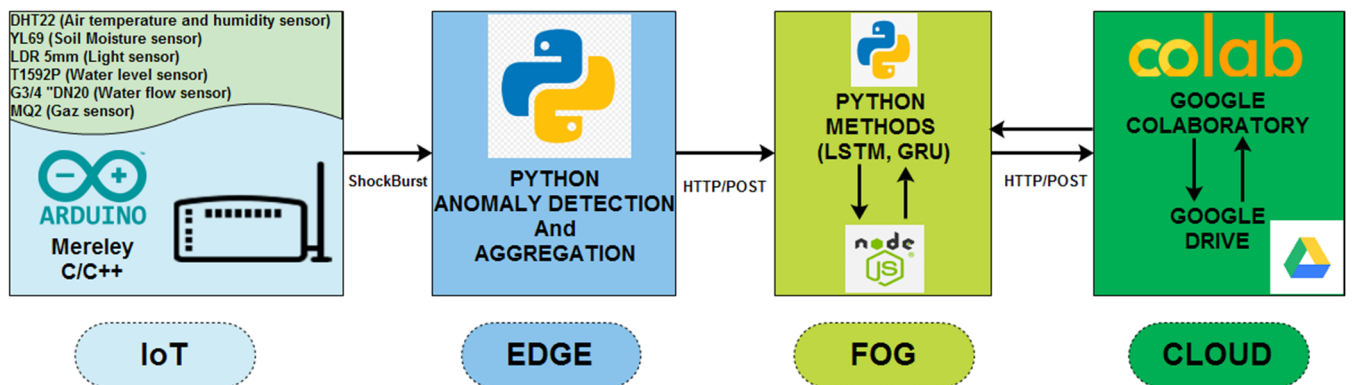 DHT22 (Air temperature and humidity sensor)
YL69 (Soil Moisture sensor)
LDR 5mm (Light sensor)
T1592P (Water level sensor)
G3/4 "DN20 (Water flow sensor)
MQ2 (Gaz sensor)
ARDUINO
Mereley
C/C++
IoT
ShockBurst
PYTHON
ANOMALY DETECTION
And
AGGREGATION
EDGE
HTTP/POST
PYTHON
METHODS
(LSTM, GRU)
node
JS
FOG
HTTP/POST
colab
GOOGLE
COLABORATORY
GOOGLE
DRIVE
CLOUD